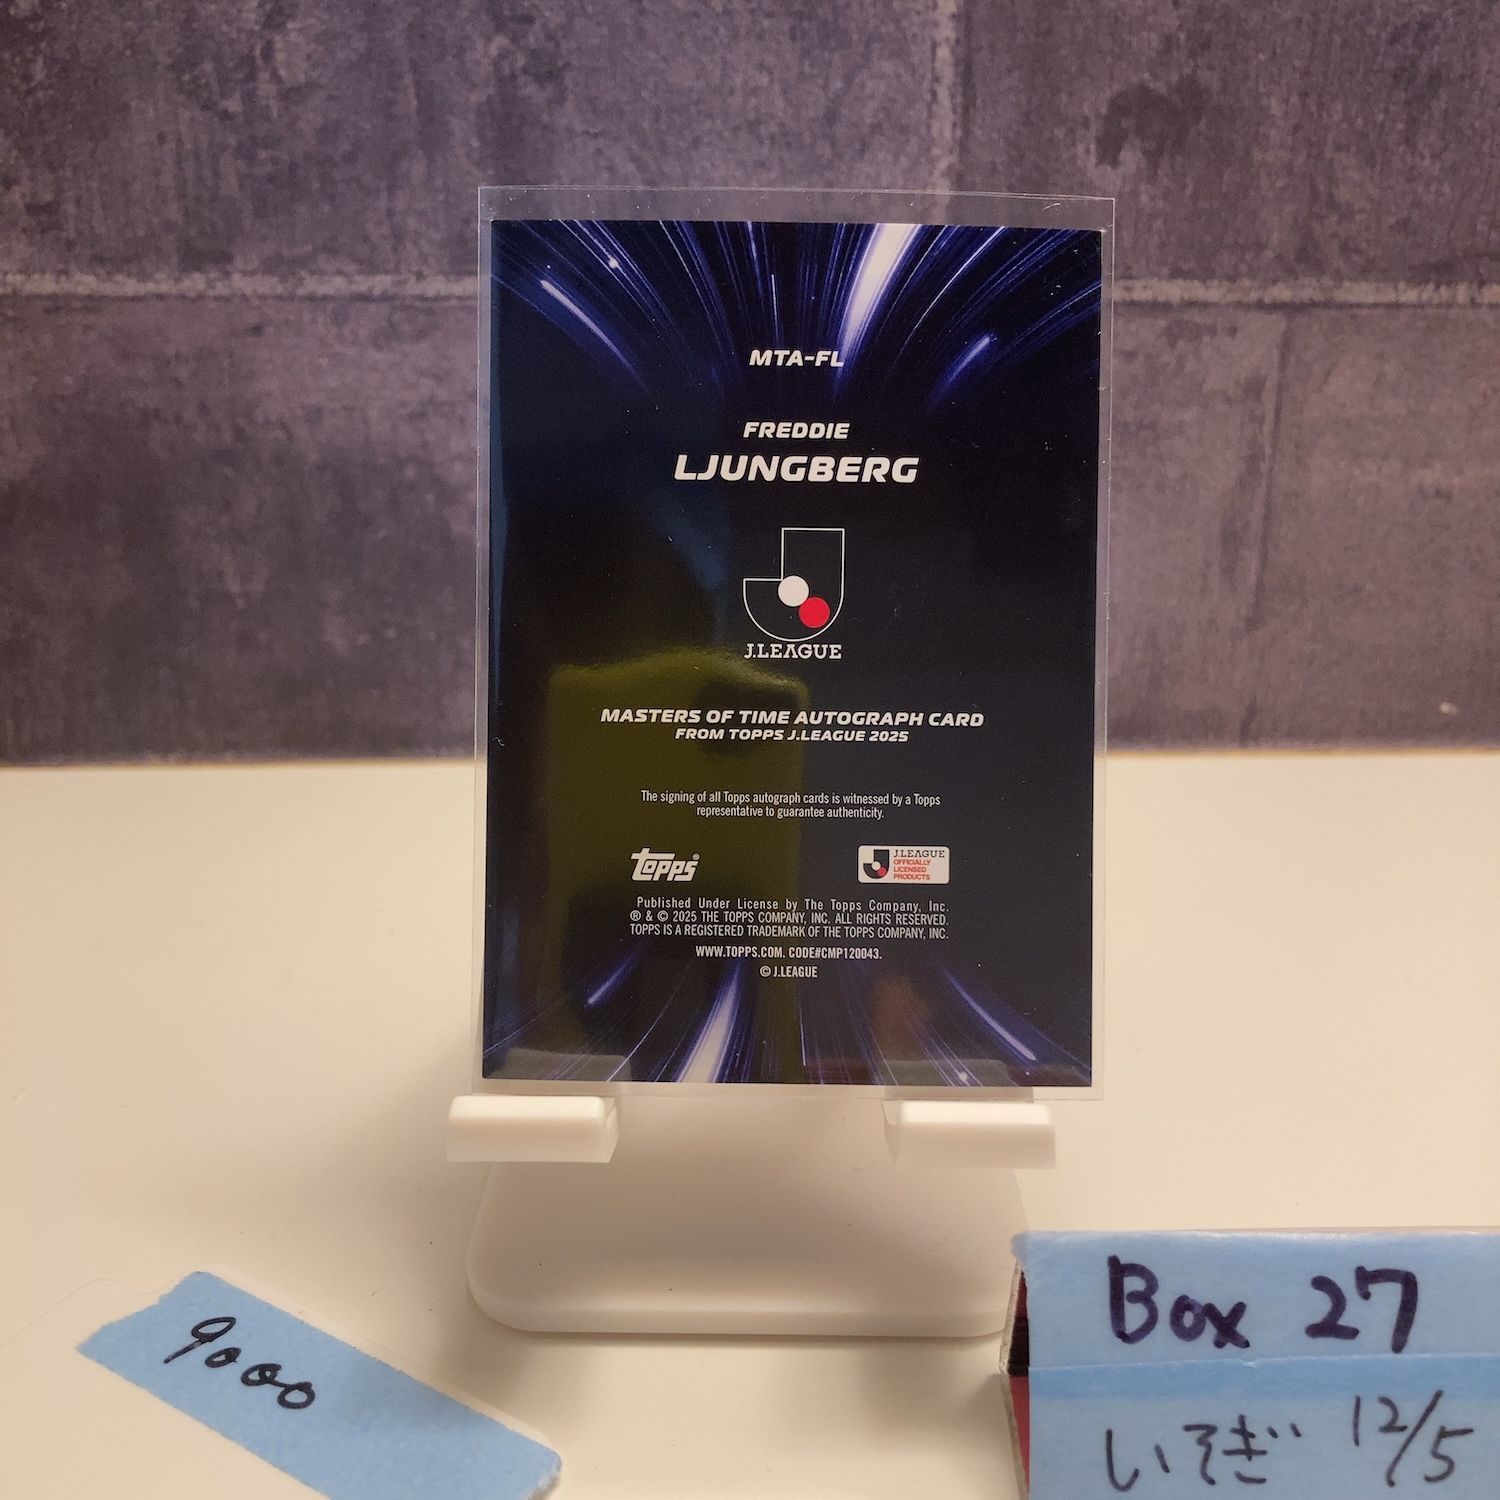 MTA-FL
FREDDIE
LJUNGBERG
J.LEAGUE
MASTERS OF TIME AUTOGRAPH CARD
FROM TOPPS J.LEAGUE 2025
The signing of all Topps autograph cards is witnessed by a Topps
representative to guarantee authenticity.
topps®
J.LEAGUE
OFFICIALLY
LICENSED
PRODUCTS
Published Under License by The Topps Company, Inc.
® & © 2025 THE TOPPS COMPANY, INC. ALL RIGHTS RESERVED.
TOPPS IS A REGISTERED TRADEMARK OF THE TOPPS COMPANY, INC.
WWW.TOPPS.COM. CODE#CMP120043.
© J.LEAGUE
9000
Box 27
いそぎ 12/5